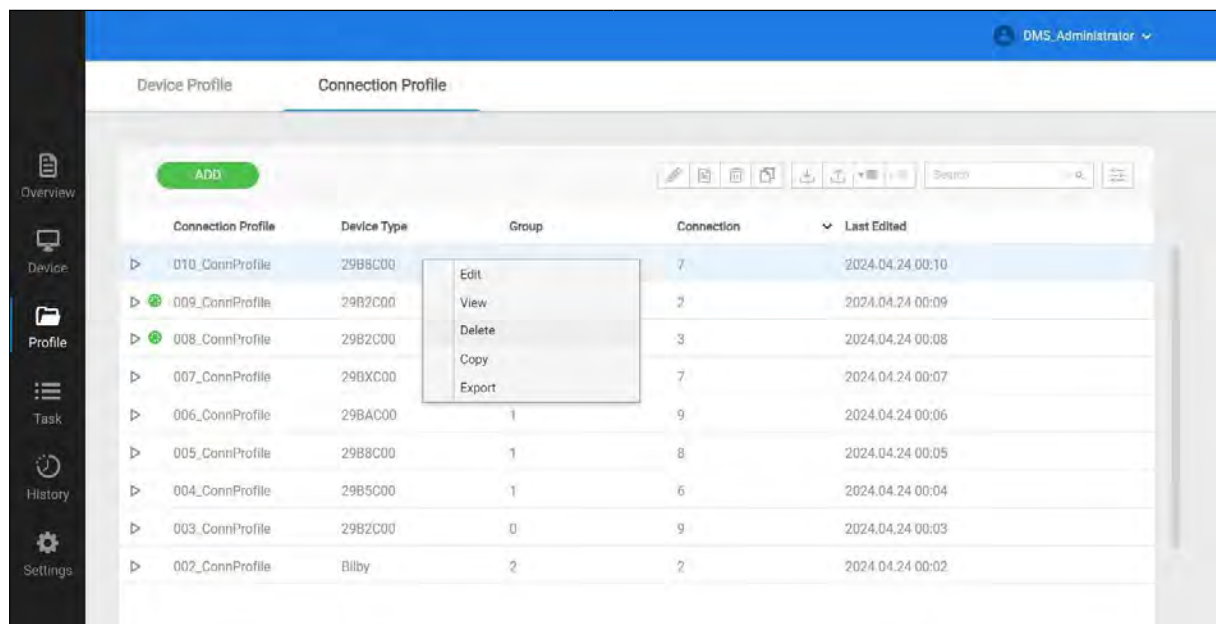 DMS_Administrator
Device Profile Connection Profile
Overview
Device
Profile
Task
History
Settings
ADD
Search
Connection Profile Device Type Group Connection Last Edited
010_ConnProfile 29B8C00 7 2024.04.24 00:10
009_ConnProfile 29B2C00 2 2024.04.24 00:09
008_ConnProfile 29B2C00 3 2024.04.24 00:08
007_ConnProfile 29BXC00 7 2024.04.24 00:07
006_ConnProfile 29BAC00 1 9 2024.04.24 00:06
005_ConnProfile 29B8C00 1 8 2024.04.24 00:05
004_ConnProfile 29B5C00 1 6 2024.04.24 00:04
003_ConnProfile 29B2C00 0 9 2024.04.24 00:03
002_ConnProfile Bilby 2 2 2024.04.24 00:02
Edit
View
Delete
Copy
Export